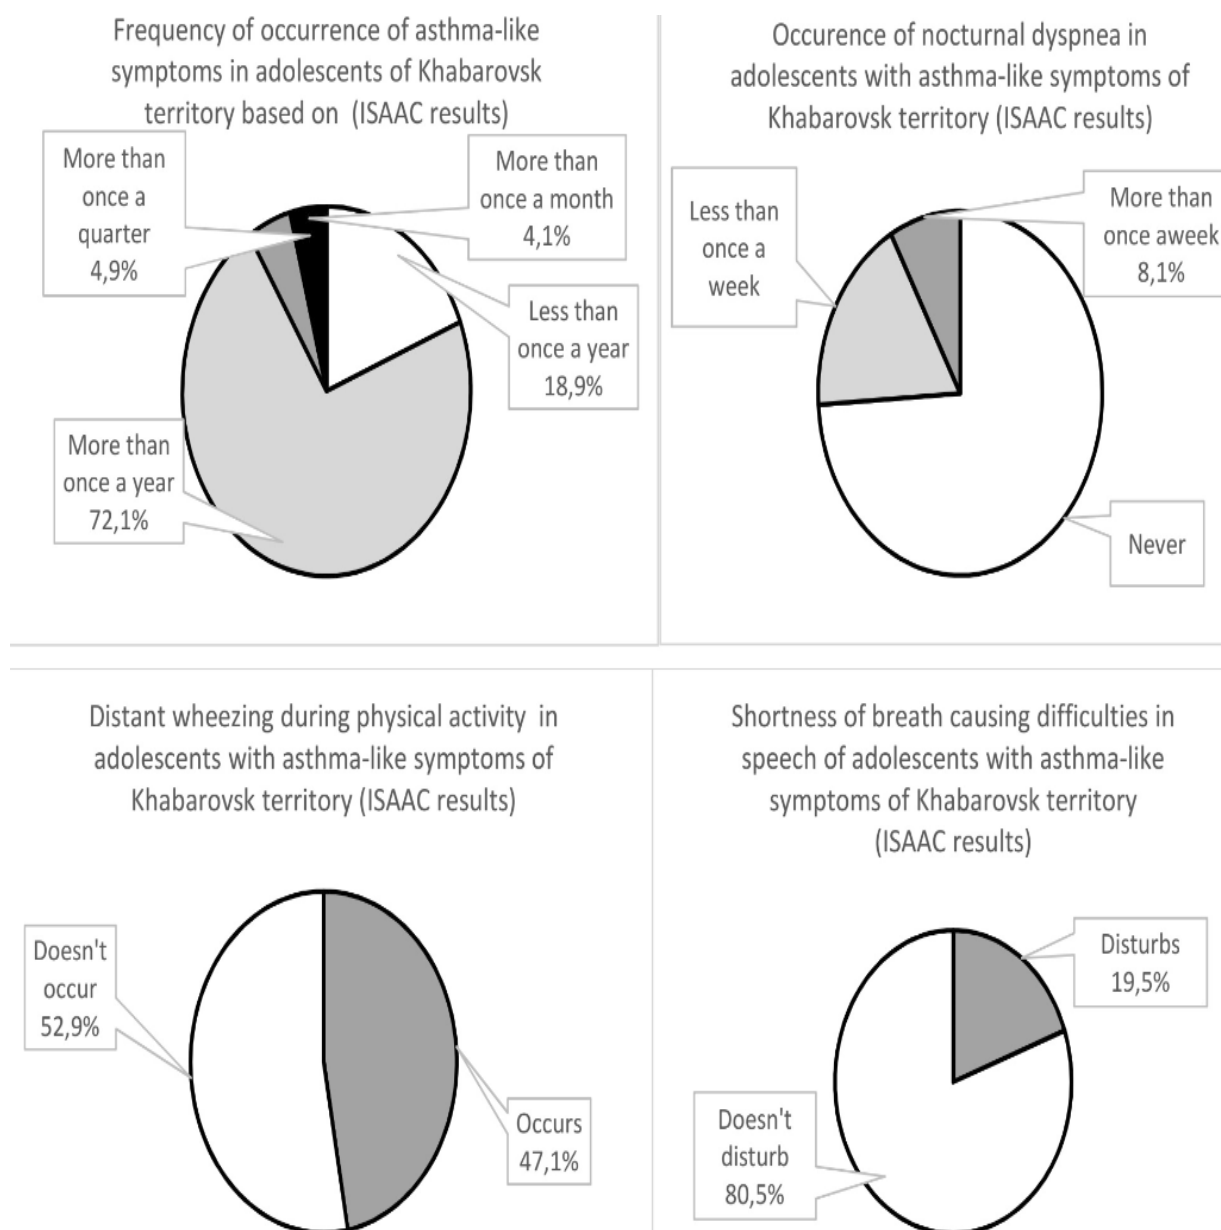 Frequency of occurrence of asthma-like
symptoms in adolescents of Khabarovsk
territory based on  (ISAAC results)
More than
once a
quarter
4,9%
More than
once a month
4,1%
Less than
once a year
18,9%
More than
once a year
72,1%
Occurence of nocturnal dyspnea in
adolescents with asthma-like symptoms of
Khabarovsk territory (ISAAC results)
Less than
once a
week
More than
once aweek
8,1%
Never
Distant wheezing during physical activity  in
adolescents with asthma-like symptoms of
Khabarovsk territory (ISAAC results)
Doesn't
occur
52,9%
Occurs
47,1%
Shortness of breath causing difficulties in
speech of adolescents with asthma-like
symptoms of Khabarovsk territory
(ISAAC results)
Disturbs
19,5%
Doesn't
disturb
80,5%